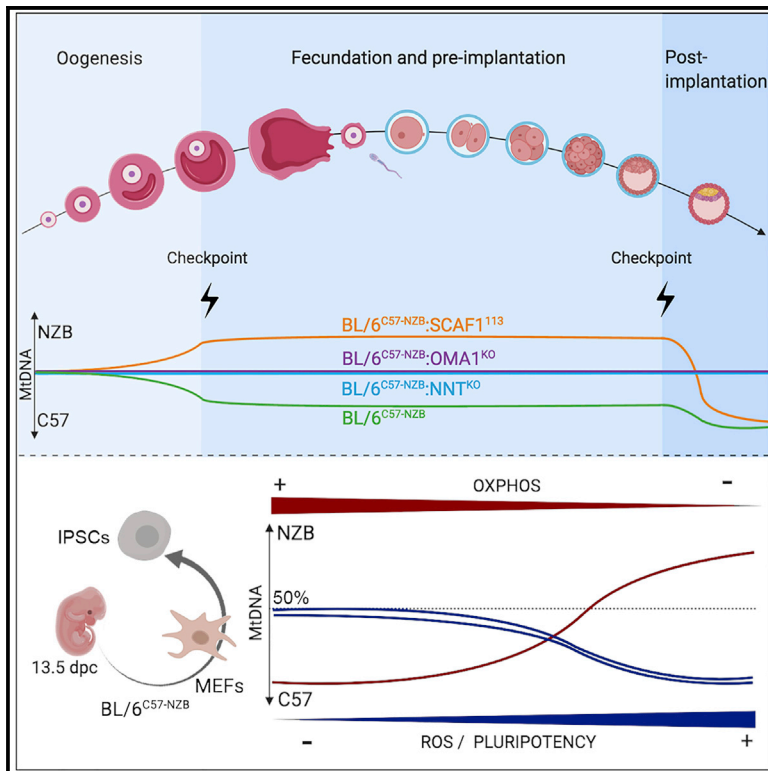 Oogenesis
Fecundation and pre-implantation
Post-
implantation
Checkpoint
Checkpoint
NZB
MtDNA
C57
BL/6C57-NZB:SCAF1113
BL/6C57-NZB:OMA1KO
BL/6C57-NZB:NNTKO
BL/6C57-NZB
+
OXPHOS
-
IPSCs
13.5 dpc
MEFs
BL/6C57-NZB
NZB
50%
MtDNA
C57
-
ROS / PLURIPOTENCY
+